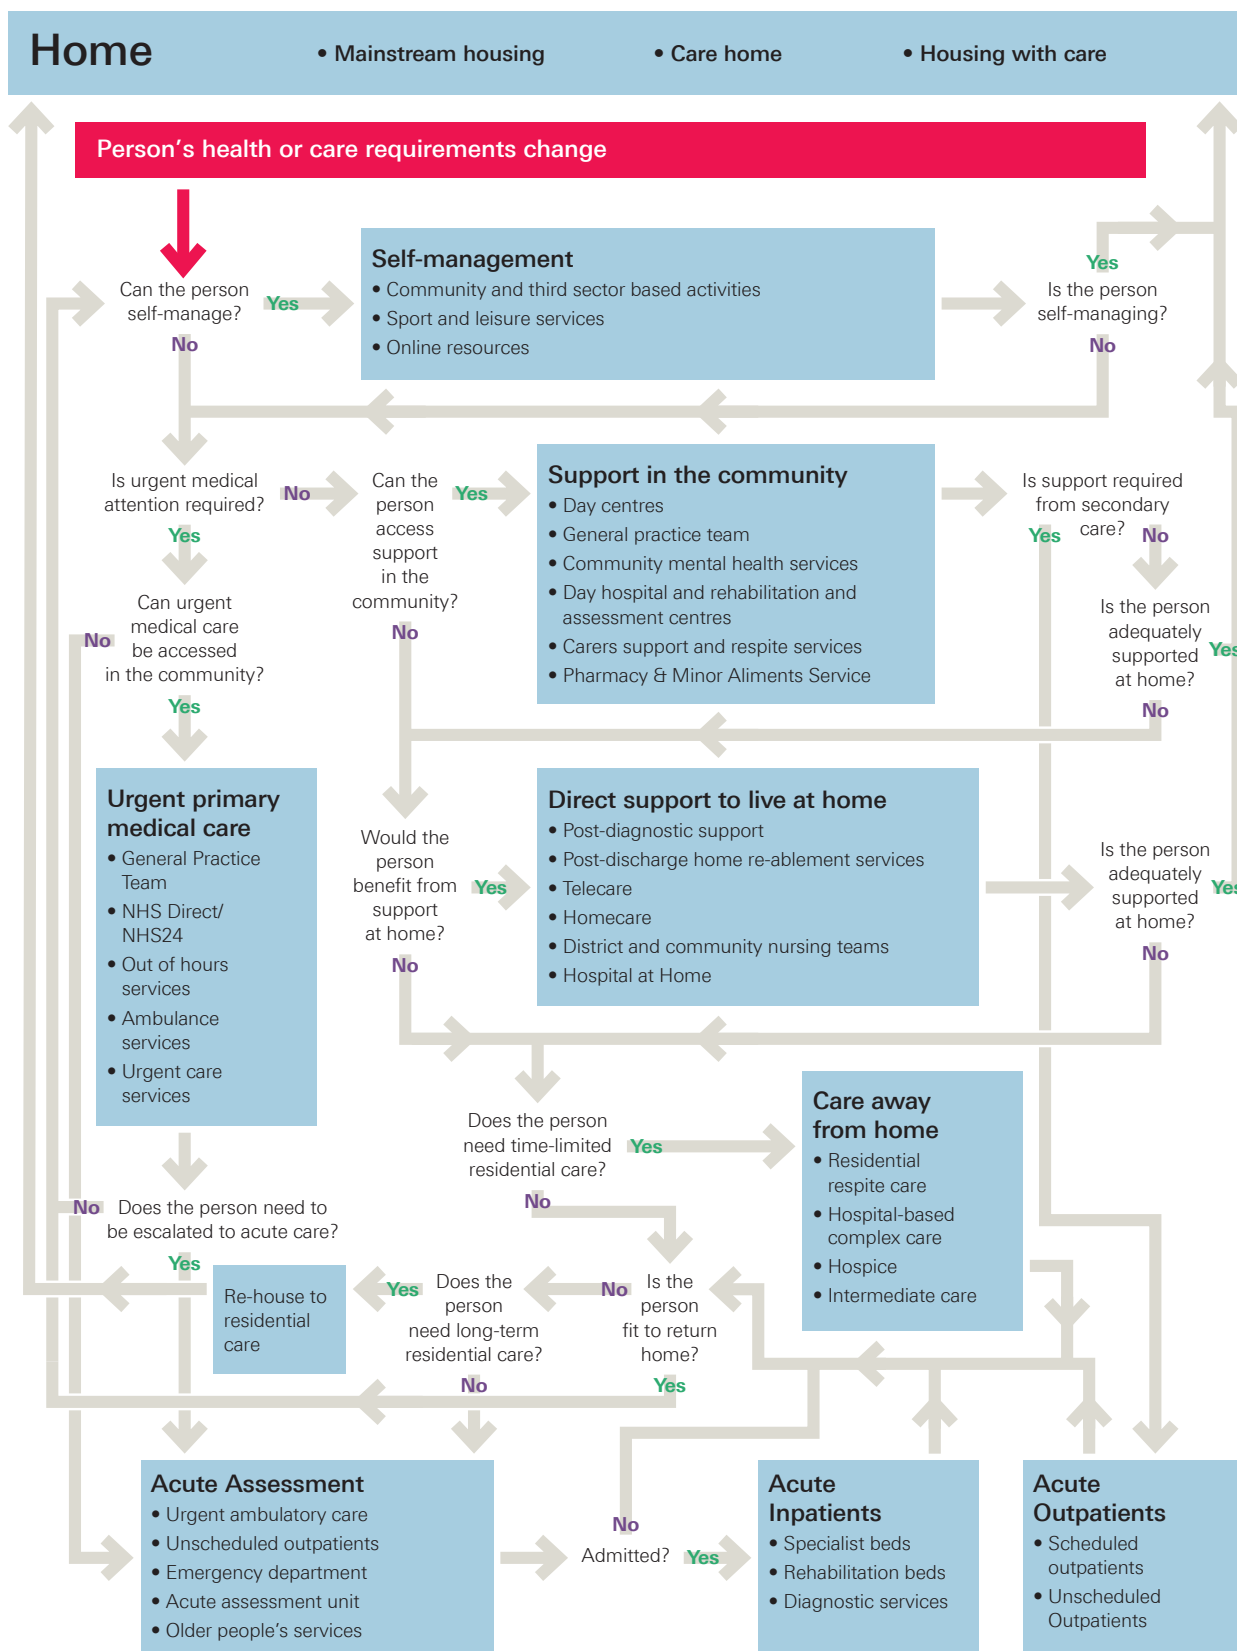 Home
• Mainstream housing
• Care home
• Housing with care
Person's health or care requirements change
Can the person
self-manage?
Yes
No
Self-management
• Community and third sector based activities
• Sport and leisure services
• Online resources
Yes
Is the person
self-managing?
No
Is urgent medical
attention required?
No
Yes
Can the
person
access
support
in the
community?
Yes
No
Support in the community
• Day centres
• General practice team
• Community mental health services
• Day hospital and rehabilitation and
assessment centres
• Carers support and respite services
• Pharmacy & Minor Aliments Service
Is support required
from secondary
care?
Yes
No
Is the person
adequately
supported
at home?
Yes
No
Can urgent
medical care
be accessed
in the community?
No
Yes
Urgent primary
medical care
• General Practice
Team
• NHS Direct/
NHS24
• Out of hours
services
• Ambulance
services
• Urgent care
services
Would the
person
benefit from
support
at home?
Yes
No
Direct support to live at home
• Post-diagnostic support
• Post-discharge home re-ablement services
• Telecare
• Homecare
• District and community nursing teams
• Hospital at Home
Is the person
adequately
supported
at home?
Yes
No
Does the person
need time-limited
residential care?
Yes
No
Care away
from home
• Residential
respite care
• Hospital-based
complex care
• Hospice
• Intermediate care
No
Does the person need to
be escalated to acute care?
Yes
Re-house to
residential
care
Yes
Does the
person
need long-term
residential care?
No
No
Is the
person
fit to return
home?
Yes
Acute Assessment
• Urgent ambulatory care
• Unscheduled outpatients
• Emergency department
• Acute assessment unit
• Older people's services
No
Admitted?
Yes
Acute
Inpatients
• Specialist beds
• Rehabilitation beds
• Diagnostic services
Acute
Outpatients
• Scheduled
outpatients
• Unscheduled
Outpatients